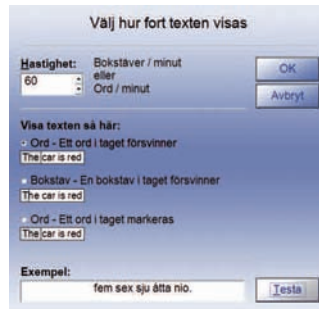 Välj hur fort texten visas
Hastighet:
60
Bokstäver / minut
eller
Ord / minut
OK
Avbryt
Visa texten så här:
Ord - Ett ord i taget försvinner
The car is red
Bokstav - En bokstav i taget försvinner
The car is red
Ord - Ett ord i taget markeras
The car is red
Exempel:
fem sex sju åtta nio.
Testa